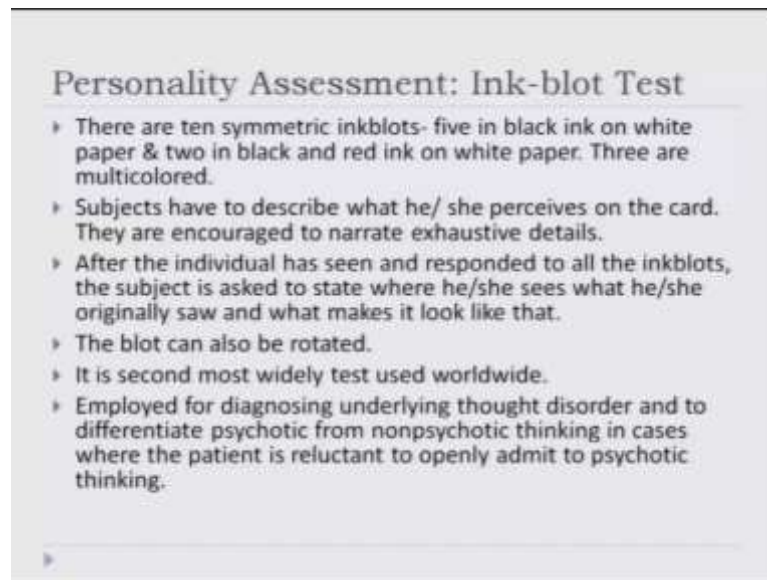 Personality Assessment: Ink-blot Test
There are ten symmetric inkblots- five in black ink on white
paper & two in black and red ink on white paper. Three are
multicolored.
Subjects have to describe what he/ she perceives on the card.
They are encouraged to narrate exhaustive details.
After the individual has seen and responded to all the inkblots,
the subject is asked to state where he/she sees what he/she
originally saw and what makes it look like that.
The blot can also be rotated.
It is second most widely test used worldwide.
Employed for diagnosing underlying thought disorder and to
differentiate psychotic from nonpsychotic thinking in cases
where the patient is reluctant to openly admit to psychotic
thinking.